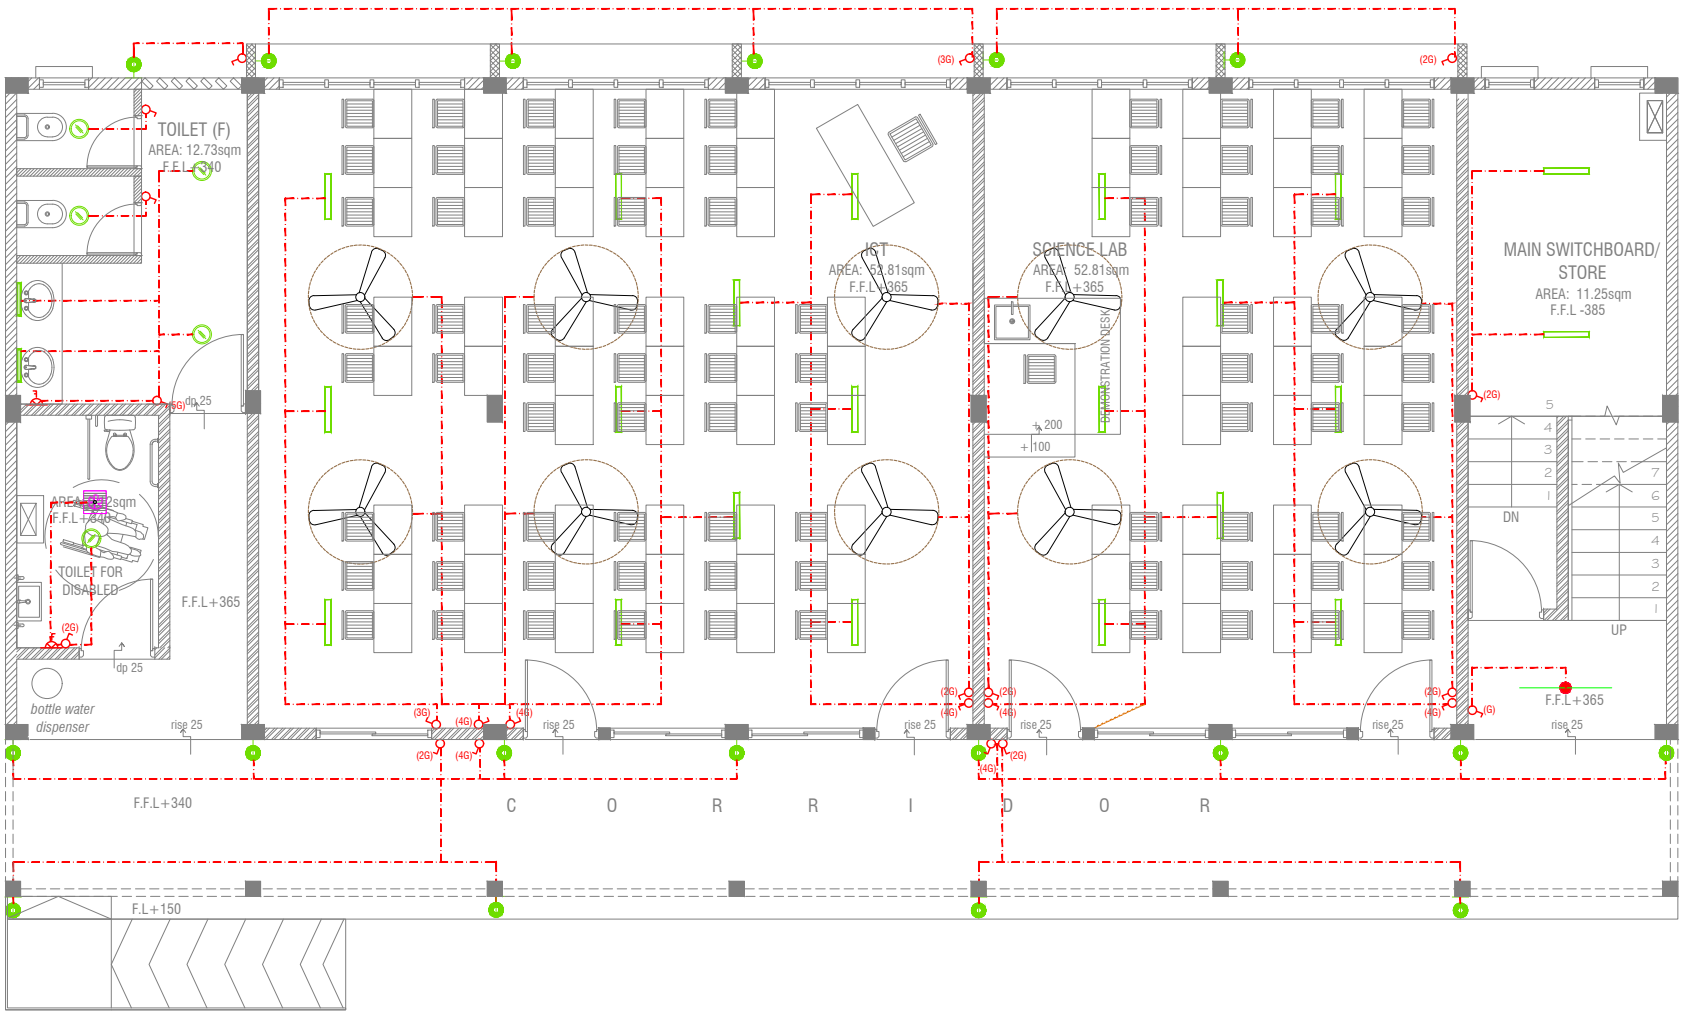 (3G)
(2G)
TOILET (F)
AREA: 12.73sqm
F.F.L+340
ICT
AREA: 52.81sqm
F.F.L+365
SCIENCE LAB
AREA: 52.81sqm
F.F.L+365
MAIN SWITCHBOARD/
STORE
AREA: 11.25sqm
F.F.L -385
DEMONSTRATION DESK
+ 200
+ 100
dp 25
(2G)
5
4
3
2
1
DN
7
6
5
4
3
2
1
UP
F.F.L+340
TOILET FOR
DISABLED
(2G)
F.F.L+365
dp 25
bottle water
dispenser
rise 25
(3G)
(4G)
(4G)
rise 25
(2G)
(4G)
(2G)
(4G)
rise 25
rise 25
(2G)
(4G)
rise 25
(G)
F.F.L+365
rise 25
(2G)
(4G)
(4G)
(2G)
F.F.L+340
C O R R I D O R
F.L+150